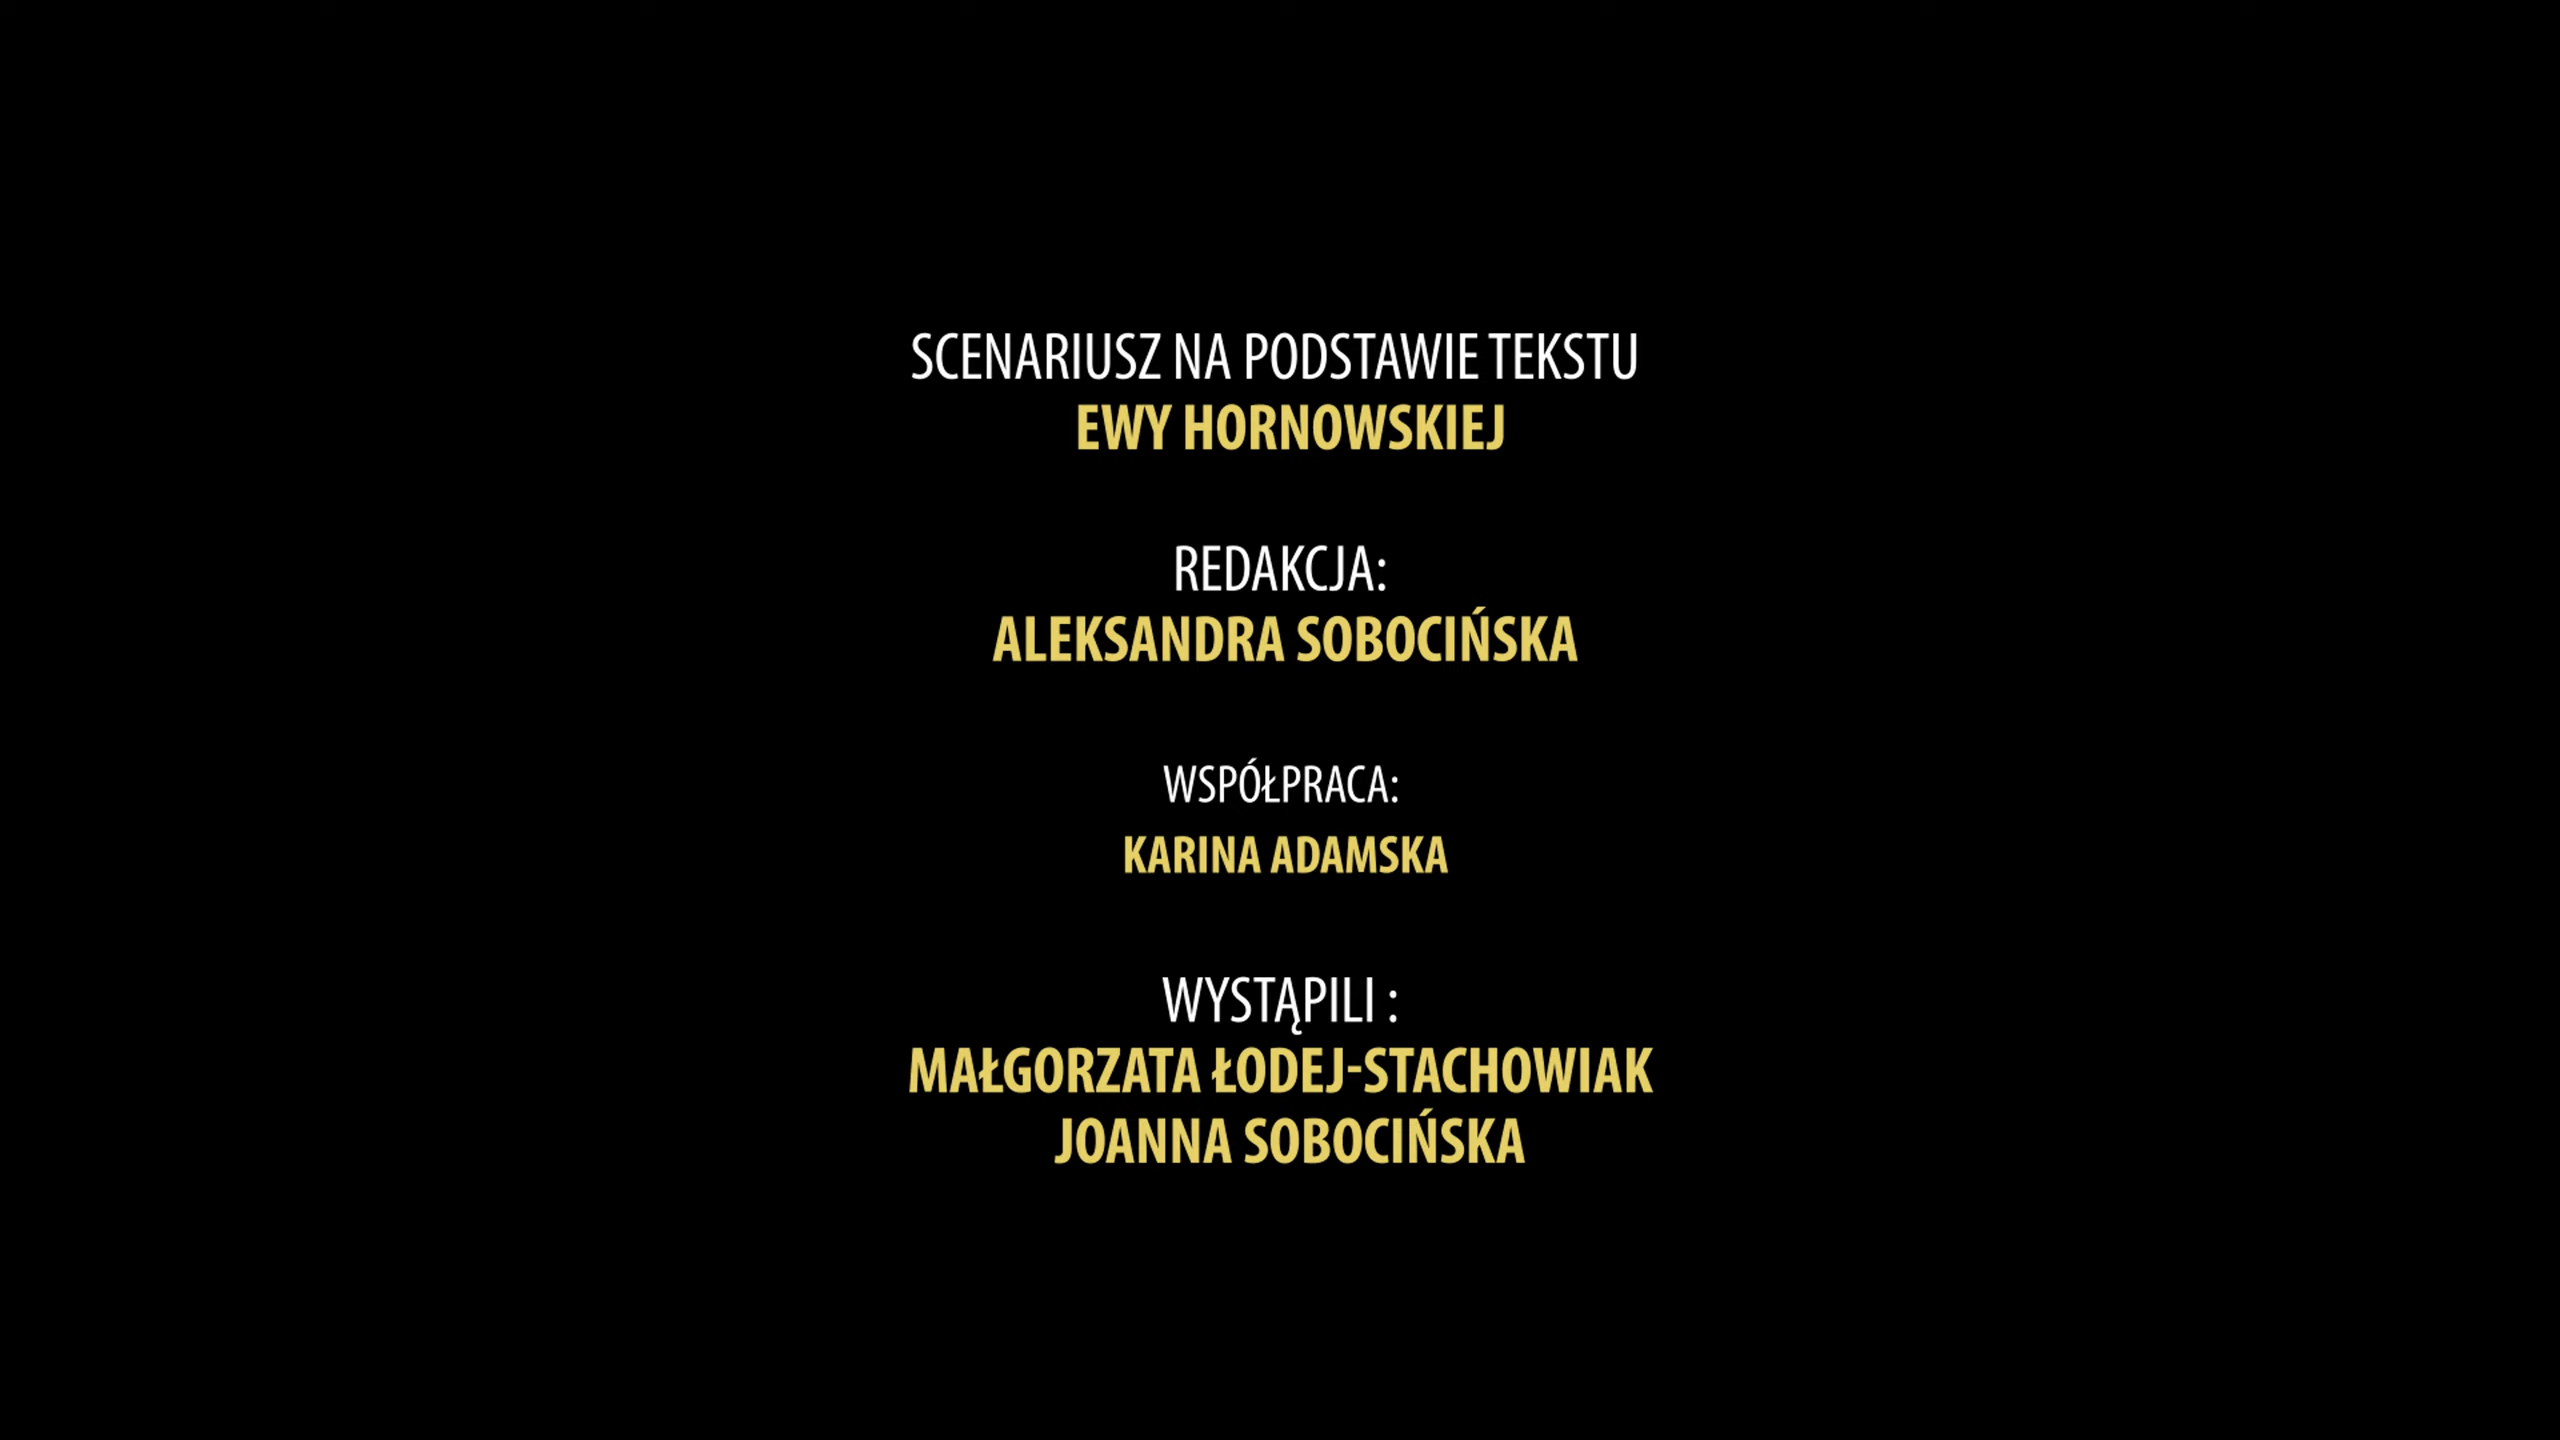 SCENARIUSZ NA PODSTAWIE TEKSTU
EWY HORNOWSKIEJ
REDAKCJA:
ALEKSANDRA SOBOCIŃSKA
WSPÓŁPRACA:
KARINA ADAMSKA
WYSTĄPILI :
MAŁGORZATA ŁODEJ-STACHOWIAK
JOANNA SOBOCIŃSKA